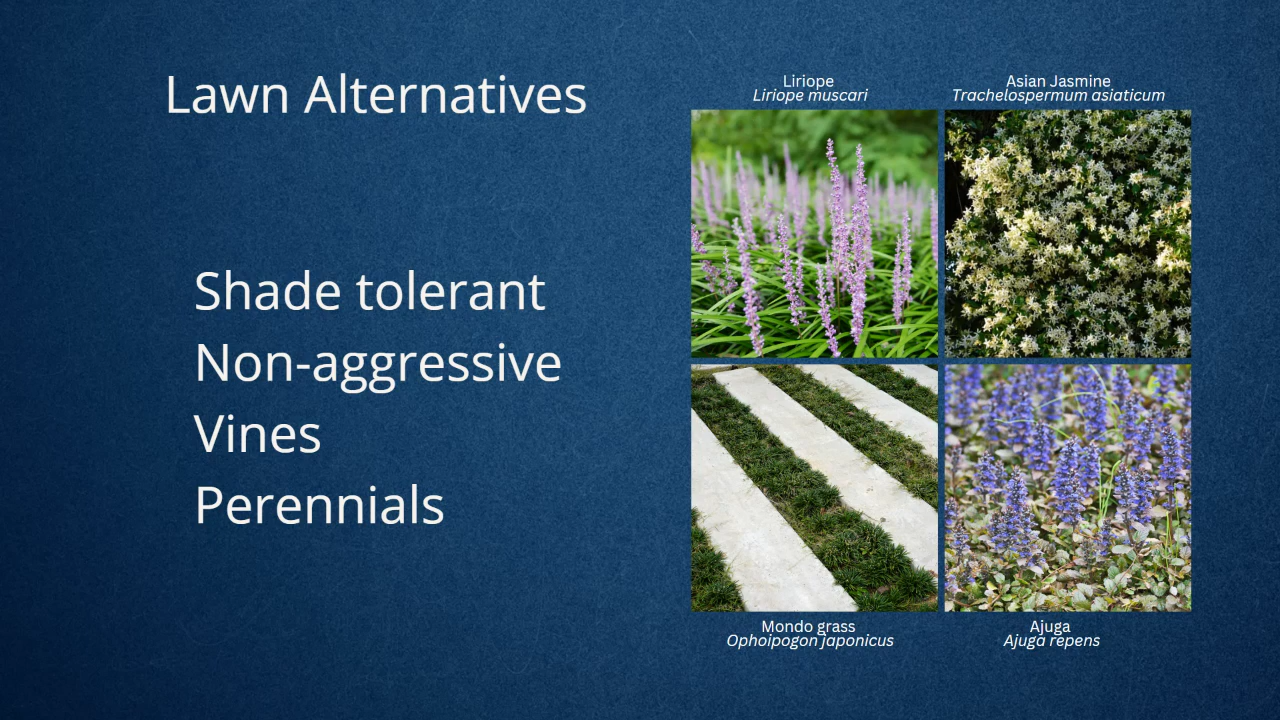 Lawn Alternatives
Shade tolerant
Non-aggressive
Vines
Perennials
Liriope
Liriope muscari
Asian Jasmine
Trachelospermum asiaticum
Mondo grass
Ophoipogon japonicus
Ajuga
Ajuga repens